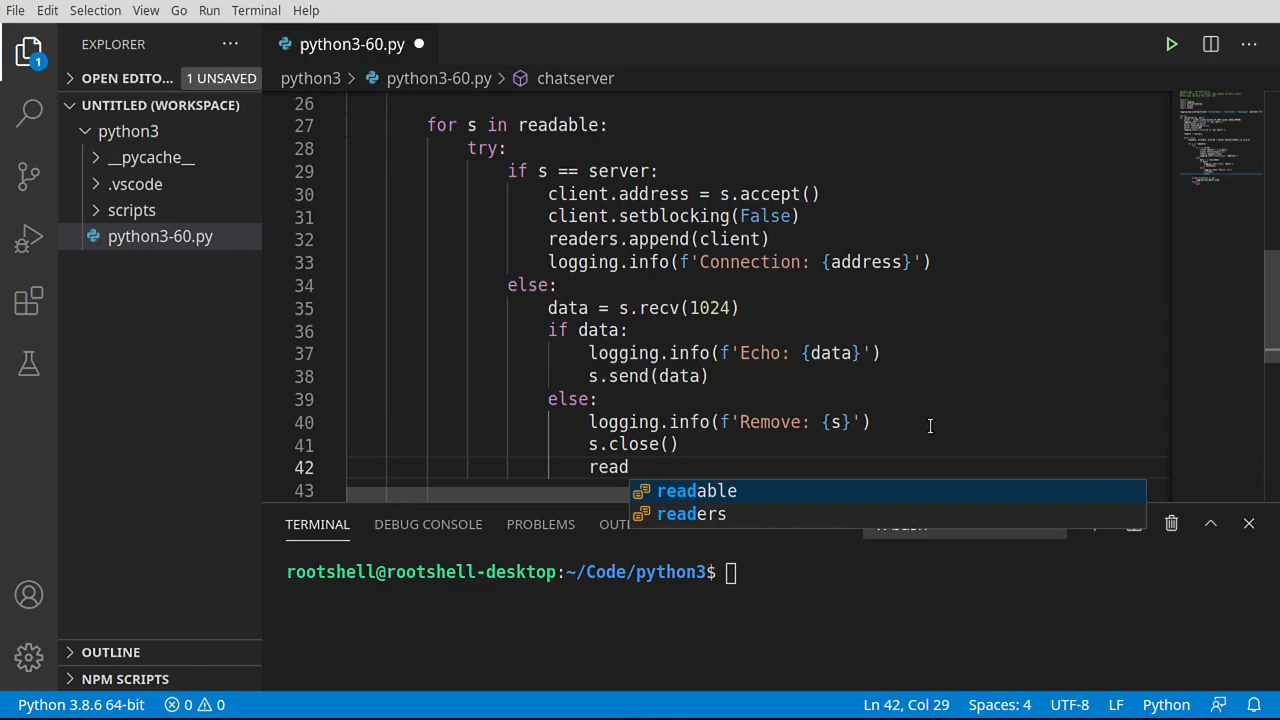 File Edit Selection View Go Run Terminal Help
EXPLORER
python3-60.py
1
OPEN EDITO... 1 UNSAVED
python3 > python3-60.py > chatserver
UNTITLED (WORKSPACE)
python3
__pycache__
.vscode
scripts
python3-60.py
26
27 for s in readable:
28 try:
29 if s == server:
30 client.address = s.accept()
31 client.setblocking(False)
32 readers.append(client)
33 logging.info(f'Connection: {address}')
34 else:
35 data = s.recv(1024)
36 if data:
37 logging.info(f'Echo: {data}')
38 s.send(data)
39 else:
40 logging.info(f'Remove: {s}')
41 s.close()
42 read
43
readable
readers
TERMINAL DEBUG CONSOLE PROBLEMS
rootshell@rootshell-desktop:~/Code/python3$
OUTLINE
NPM SCRIPTS
Python 3.8.6 64-bit 0 0 Ln 42, Col 29 Spaces: 4 UTF-8 LF Python